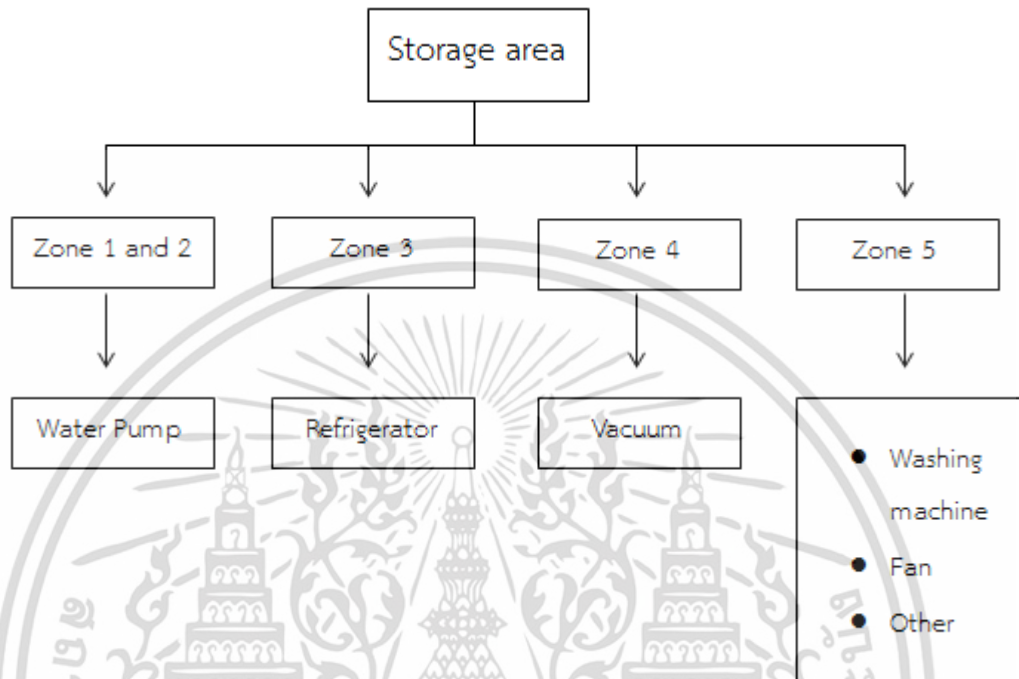 Storage area
Zone 1 and 2
Zone 3
Zone 4
Zone 5
Water Pump
Refrigerator
Vacuum
● Washing
machine
● Fan
● Other